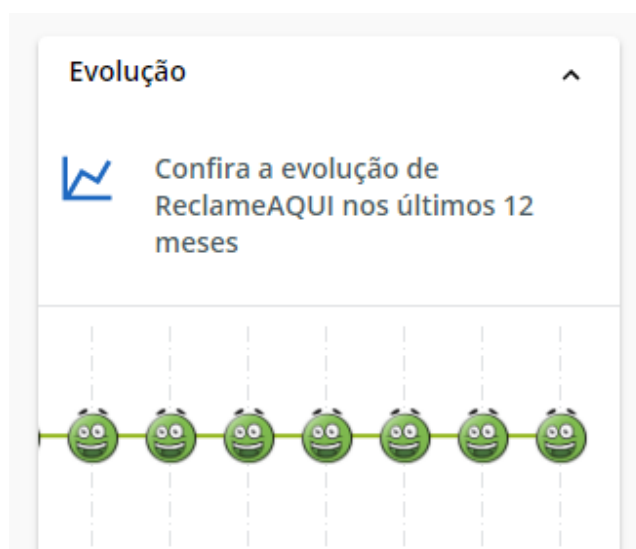 Evolução
Confira a evolução de
ReclameAQUI nos últimos 12
meses